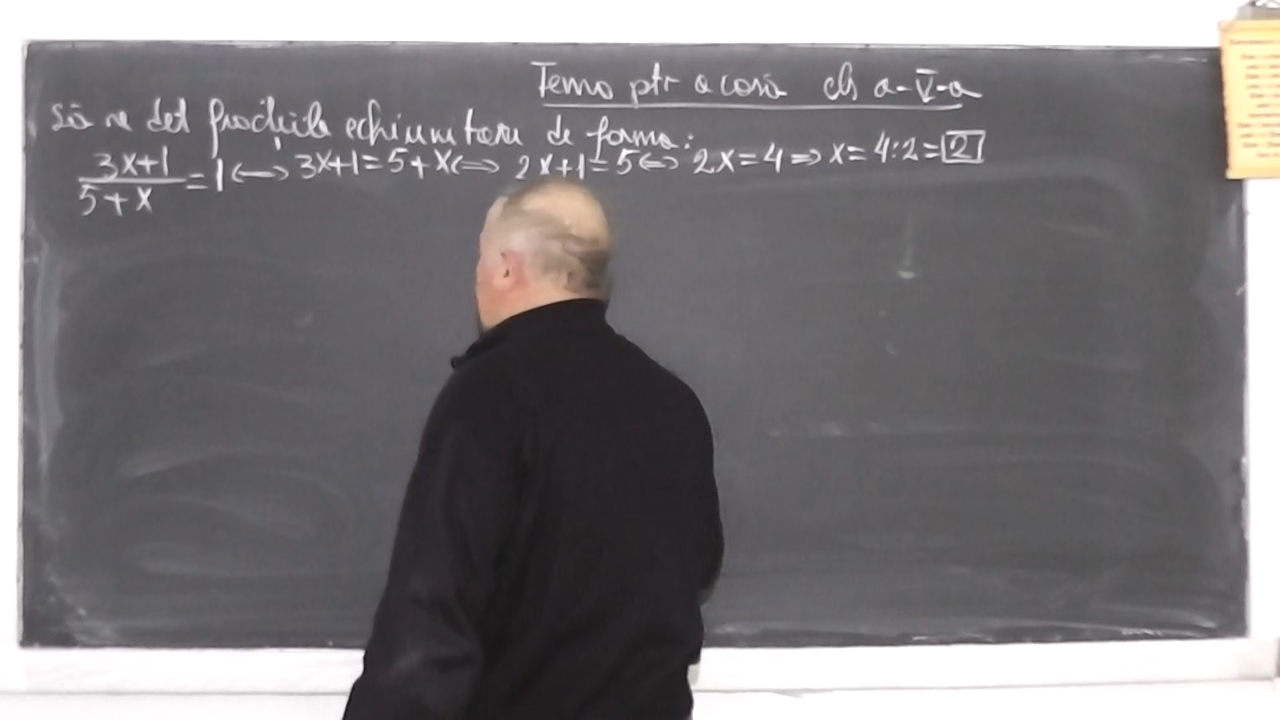 Tema ptr acasă cls a-V-a
Să se det fracțiile echiunitare de forma:
3x+1/5+x = 1 ⟷ 3x+1=5+x ⟺ 2x+1=5 ⟺ 2x=4 ⇒ x=4:2=2